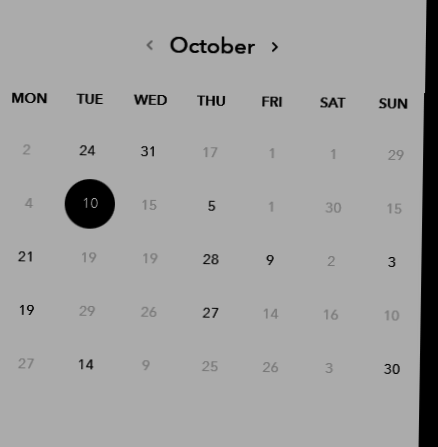 ‹ October ›
MON TUE WED THU FRI SAT SUN
2 24 31 17 1 1 29
4 10 15 5 1 30 15
21 19 19 28 9 2 3
19 29 26 27 14 16 10
27 14 9 25 26 3 30